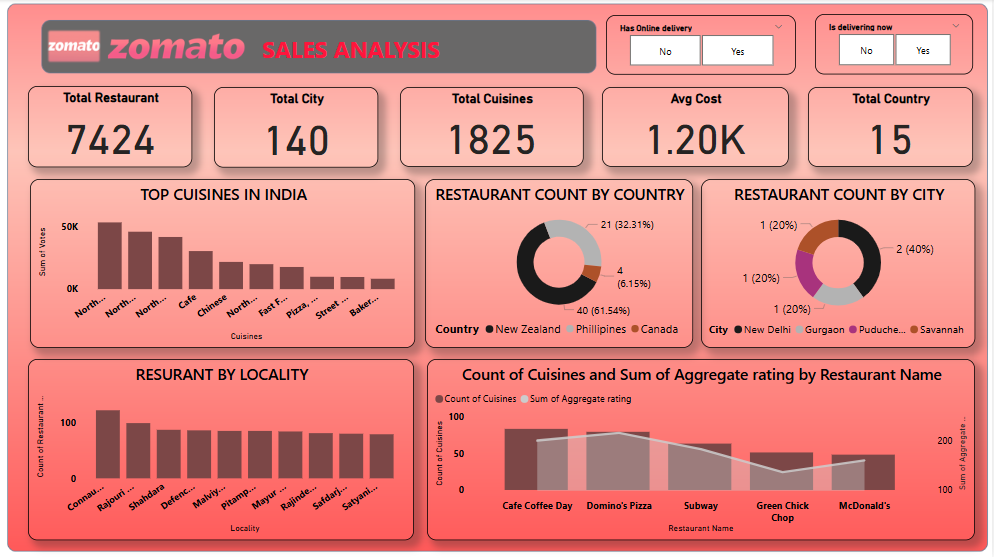 zomato zomato SALES ANALYSIS
Has Online delivery
No Yes
Is delivering now
No Yes
Total Restaurant
7424
Total City
140
Total Cuisines
1825
Avg Cost
1.20K
Total Country
15
TOP CUISINES IN INDIA
Sum of Votes
50K
0K
North...
North...
North...
Cafe
Chinese
North...
Fast F...
Pizza, ...
Street ...
Baker...
Cuisines
RESTAURANT COUNT BY COUNTRY
21 (32.31%)
4
(6.15%)
40 (61.54%)
Country New Zealand Phillipines Canada
RESTAURANT COUNT BY CITY
1 (20%)
2 (40%)
1 (20%)
1 (20%)
City New Delhi Gurgaon Puduche... Savannah
RESURANT BY LOCALITY
Count of Restaurant ...
100
0
Connau...
Rajouri ...
Shahdara
Defenc...
Malviy...
Pitamp...
Mayur ...
Rajinde...
Safdarj...
Satyani...
Locality
Count of Cuisines and Sum of Aggregate rating by Restaurant Name
Count of Cuisines Sum of Aggregate rating
Count of Cuisines
100
50
0
200
100
Sum of Aggregate ...
Cafe Coffee Day
Domino's Pizza
Subway
Green Chick
Chop
McDonald's
Restaurant Name